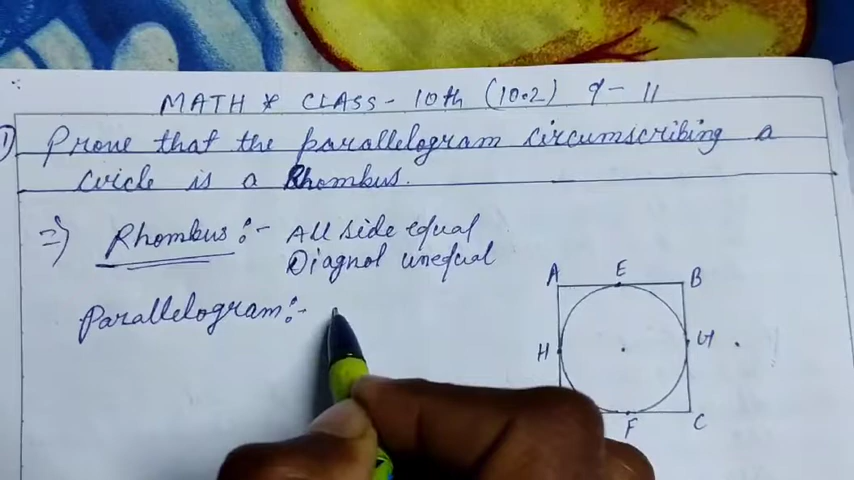 MATH * CLASS - 10th (10.2) 9 - 11
1) Prove that the parallelogram circumscribing a
circle is a Rhombus.
=> Rhombus :- All side equal
Diagnol unequal
Parallelogram :-
A E B
H G
F C